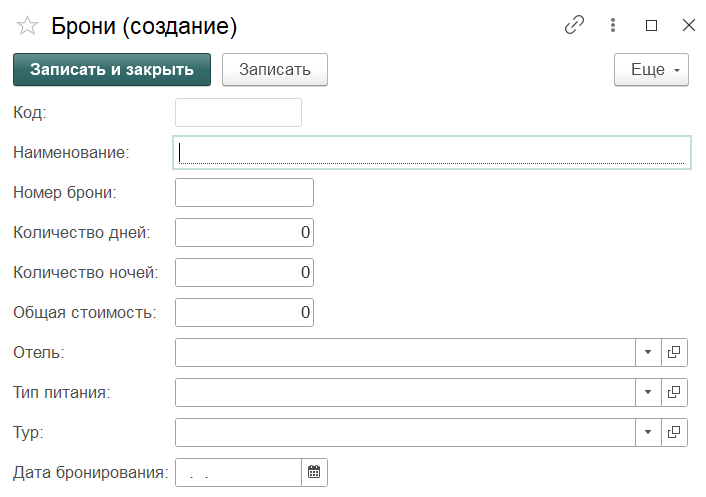 Брони (создание)
Записать и закрыть Записать Еще
Код:
Наименование:
Номер брони:
Количество дней: 0
Количество ночей: 0
Общая стоимость: 0
Отель:
Тип питания:
Тур:
Дата бронирования: . .